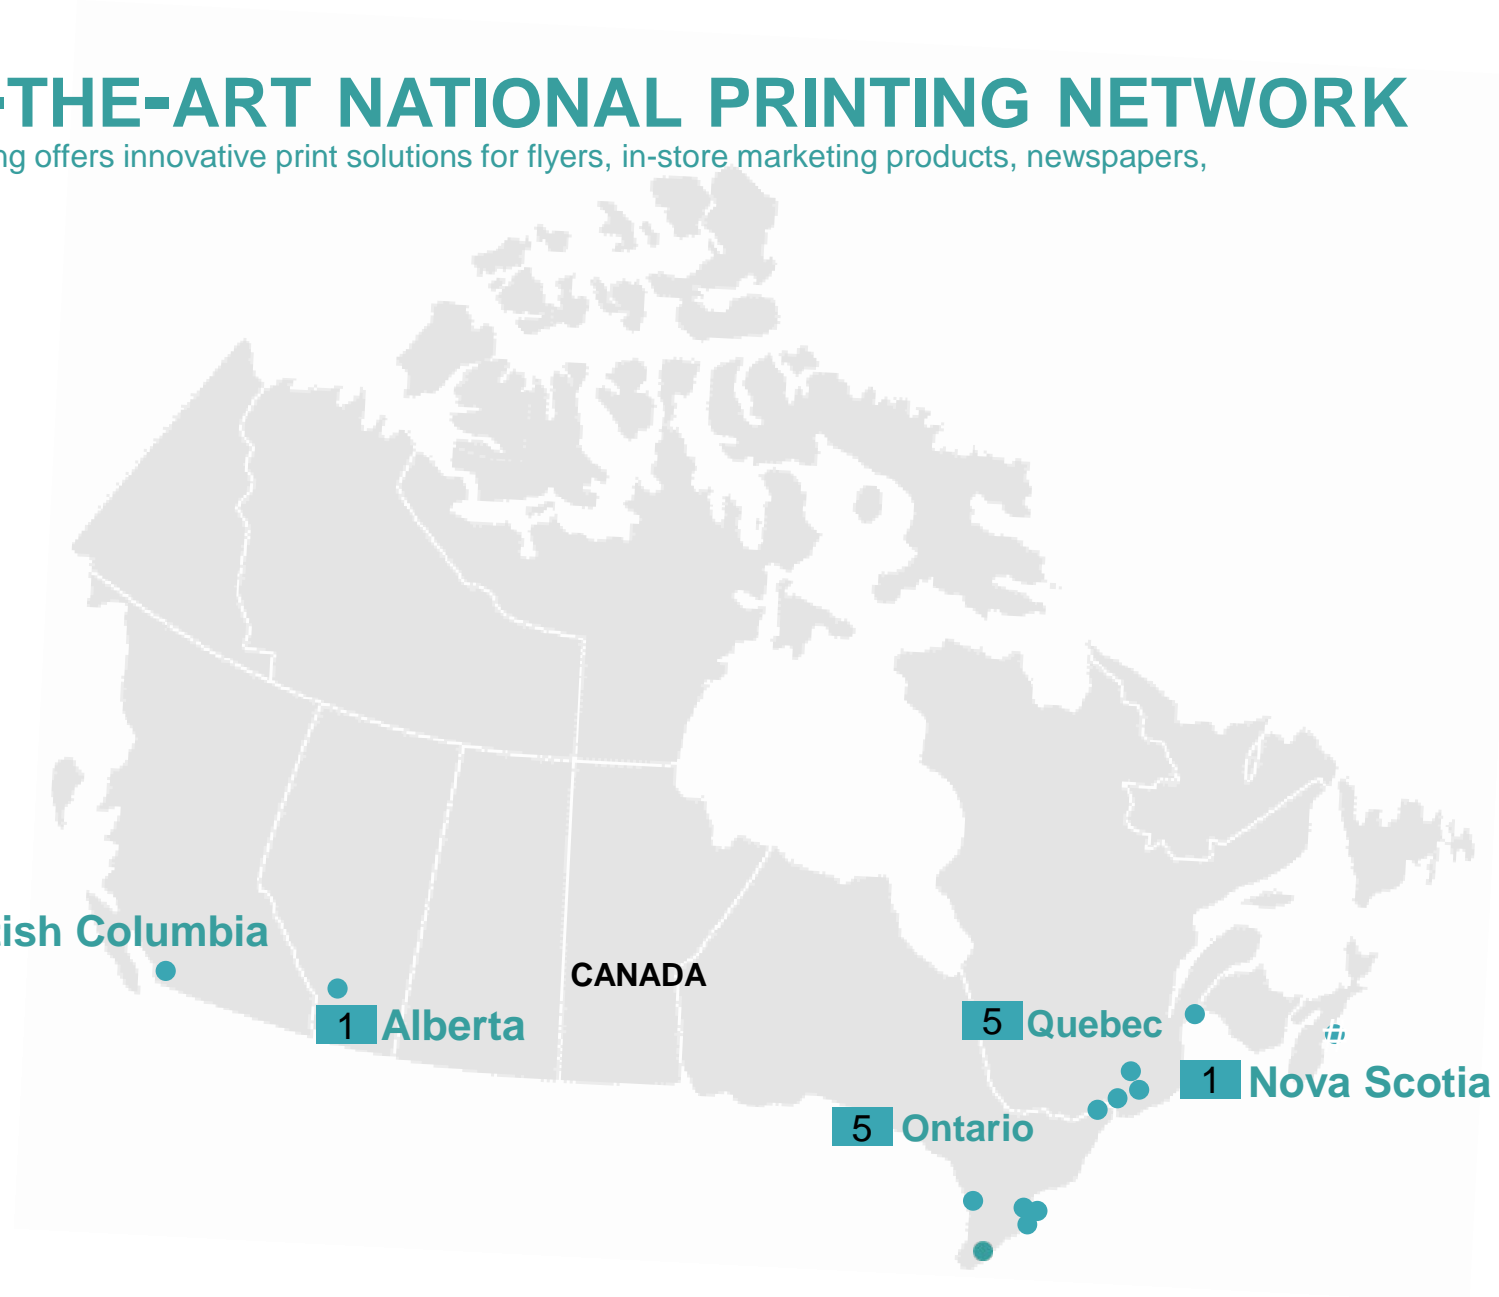 -THE-ART NATIONAL PRINTING NETWORK
ng offers innovative print solutions for flyers, in-store marketing products, newspapers,
ish Columbia
CANADA
1 Alberta
5 Quebec
1 Nova Scotia
5 Ontario